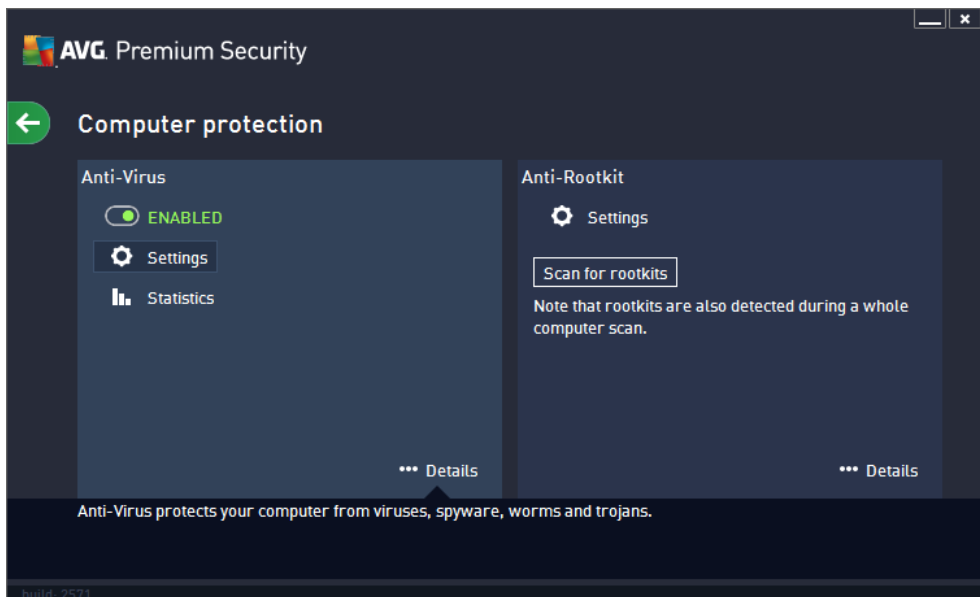 AVG. Premium Security
Computer protection
Anti-Virus
ENABLED
Settings
Statistics
••• Details
Anti-Rootkit
Settings
Scan for rootkits
Note that rootkits are also detected during a whole
computer scan.
••• Details
Anti-Virus protects your computer from viruses, spyware, worms and trojans.
build: 2571